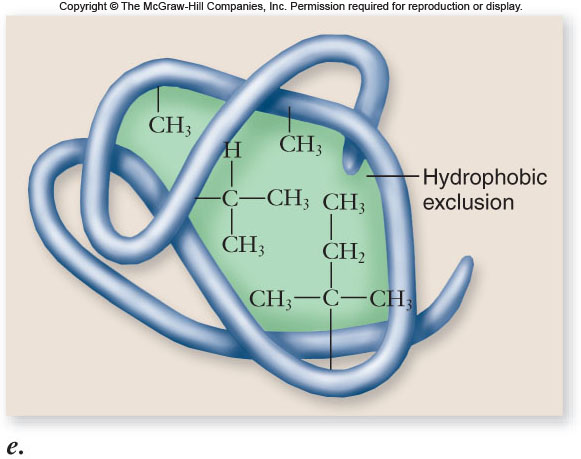 Copyright © The McGraw-Hill Companies, Inc. Permission required for reproduction or display.
CH₃
CH₃
H
C—CH₃
CH₃
CH₃
CH₂
CH₃—C—CH₃
Hydrophobic
exclusion
e.